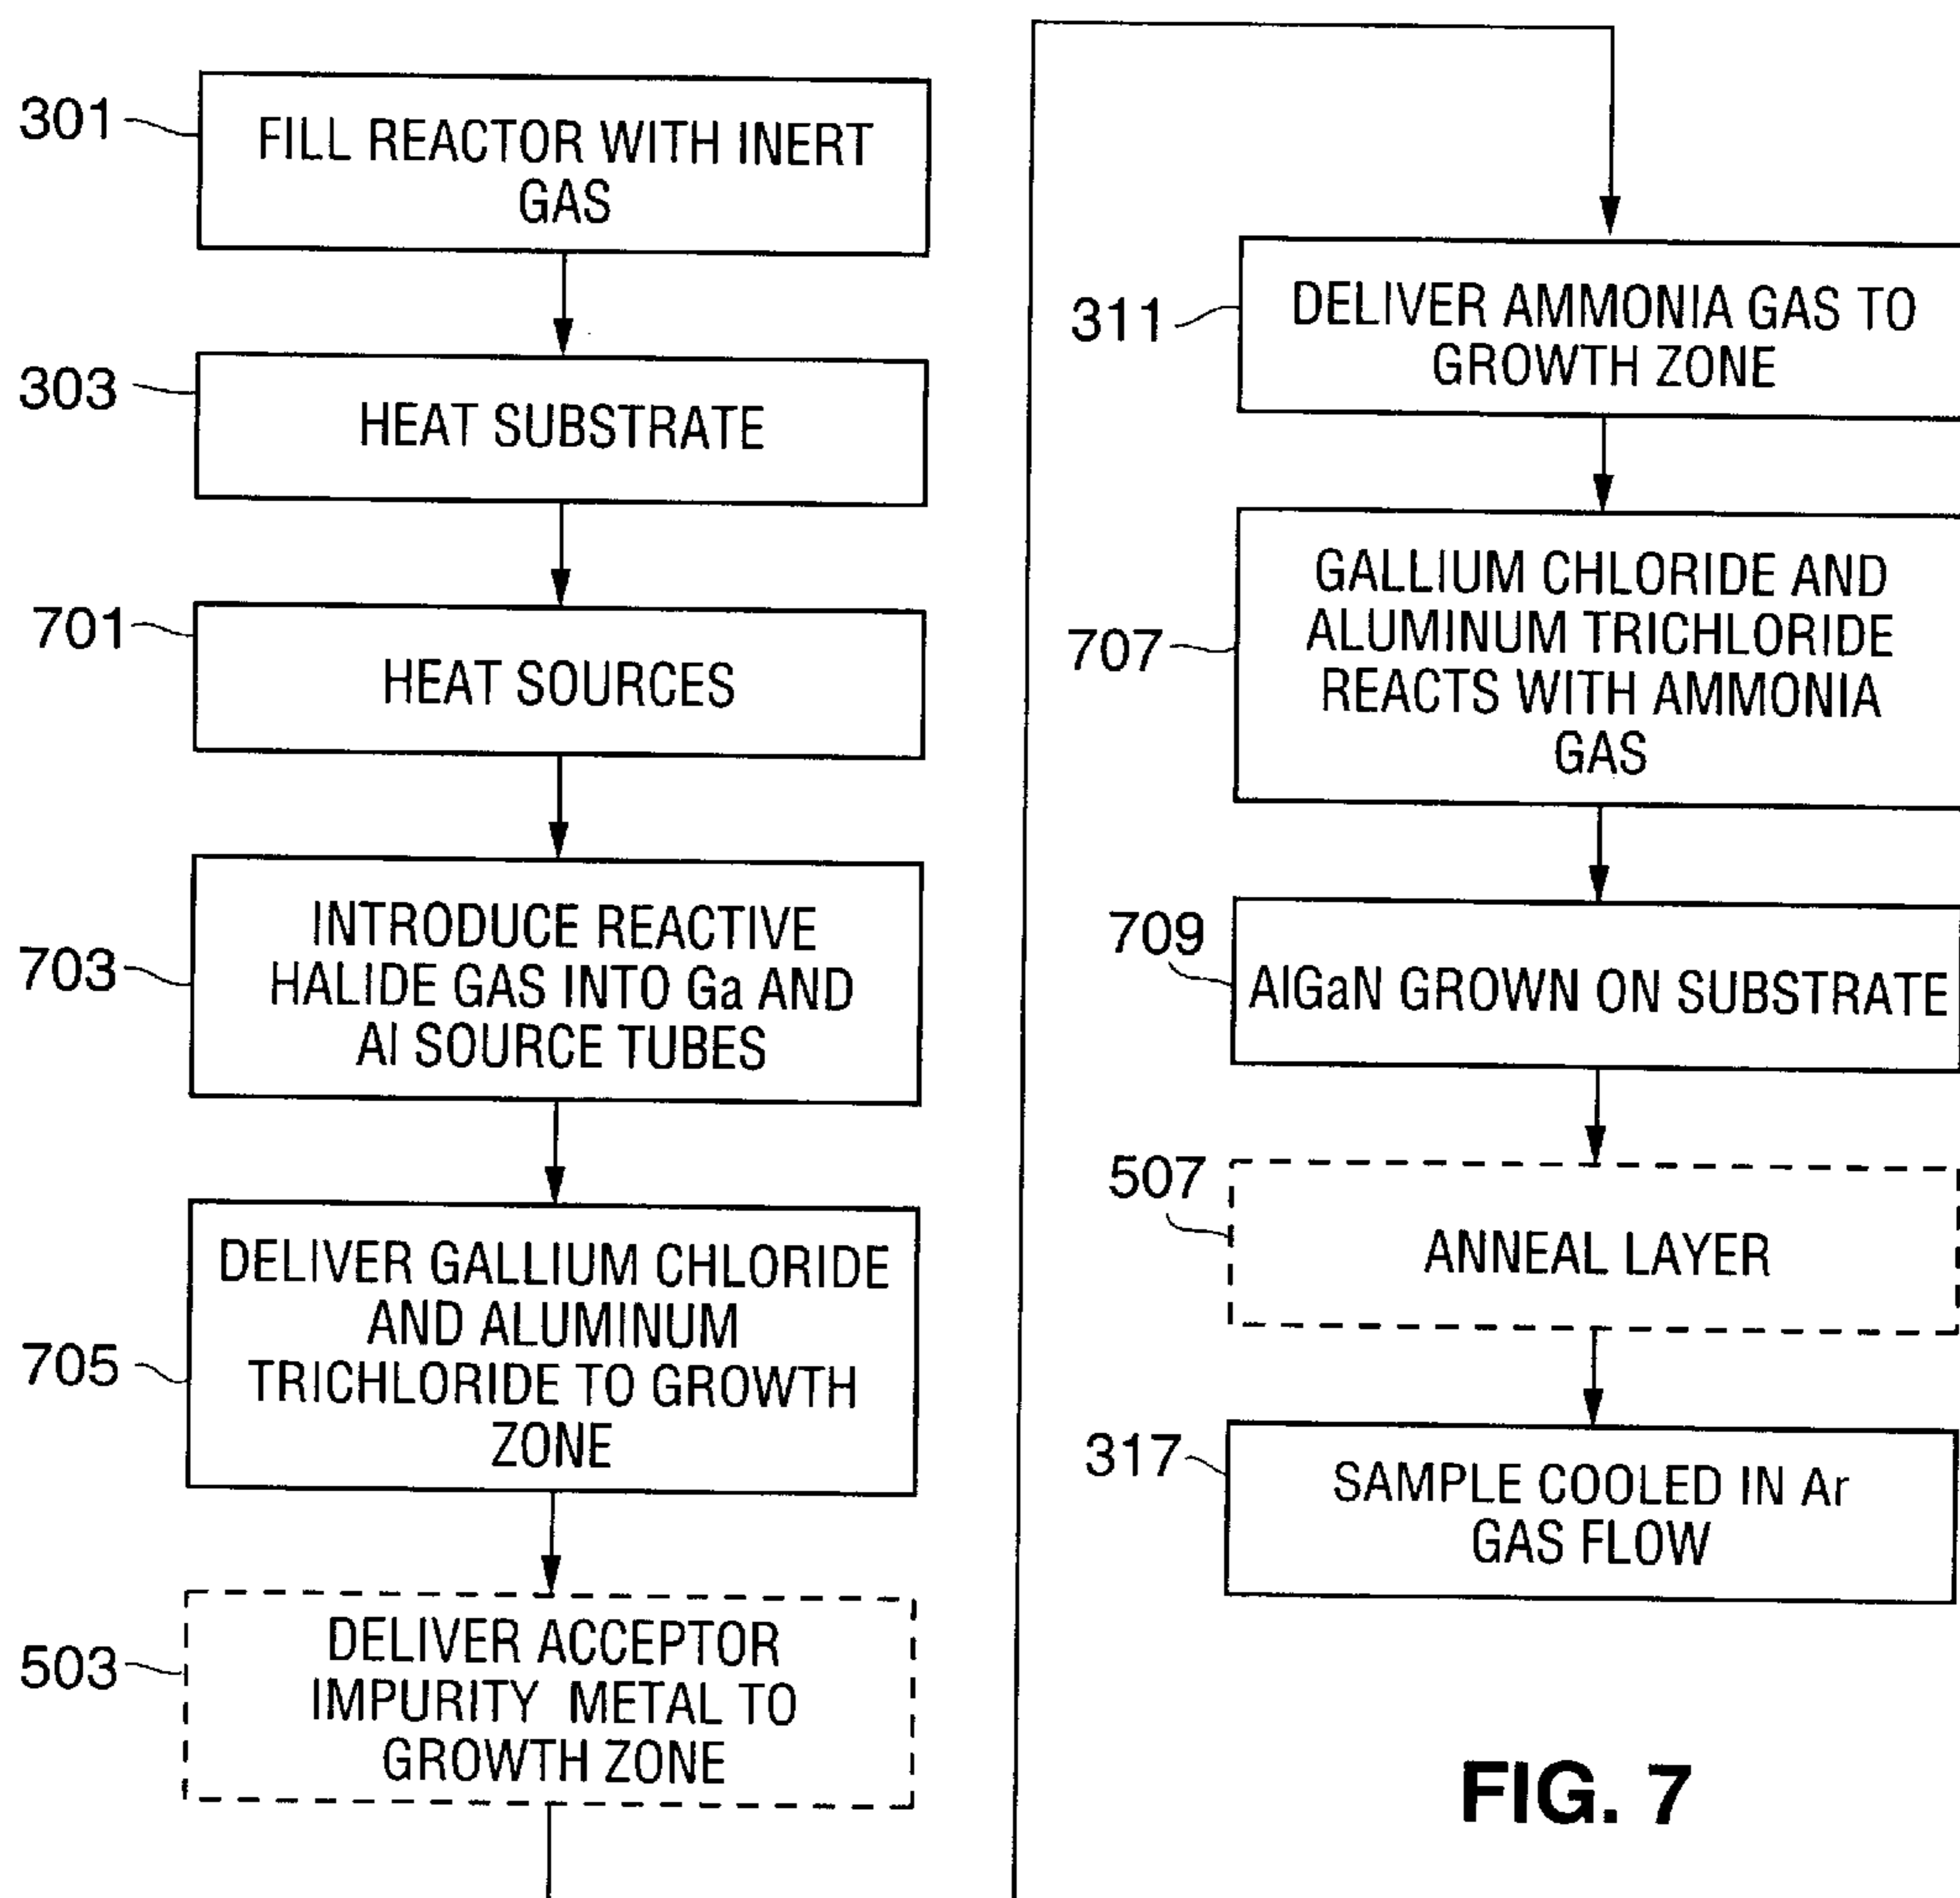 301
FILL REACTOR WITH INERT
GAS
303
HEAT SUBSTRATE
701
HEAT SOURCES
703
INTRODUCE REACTIVE
HALIDE GAS INTO Ga AND
Al SOURCE TUBES
705
DELIVER GALLIUM CHLORIDE
AND ALUMINUM
TRICHLORIDE TO GROWTH
ZONE
503
DELIVER ACCEPTOR
IMPURITY METAL TO
GROWTH ZONE
311
DELIVER AMMONIA GAS TO
GROWTH ZONE
707
GALLIUM CHLORIDE AND
ALUMINUM TRICHLORIDE
REACTS WITH AMMONIA
GAS
709
AlGaN GROWN ON SUBSTRATE
507
ANNEAL LAYER
317
SAMPLE COOLED IN Ar
GAS FLOW
FIG. 7